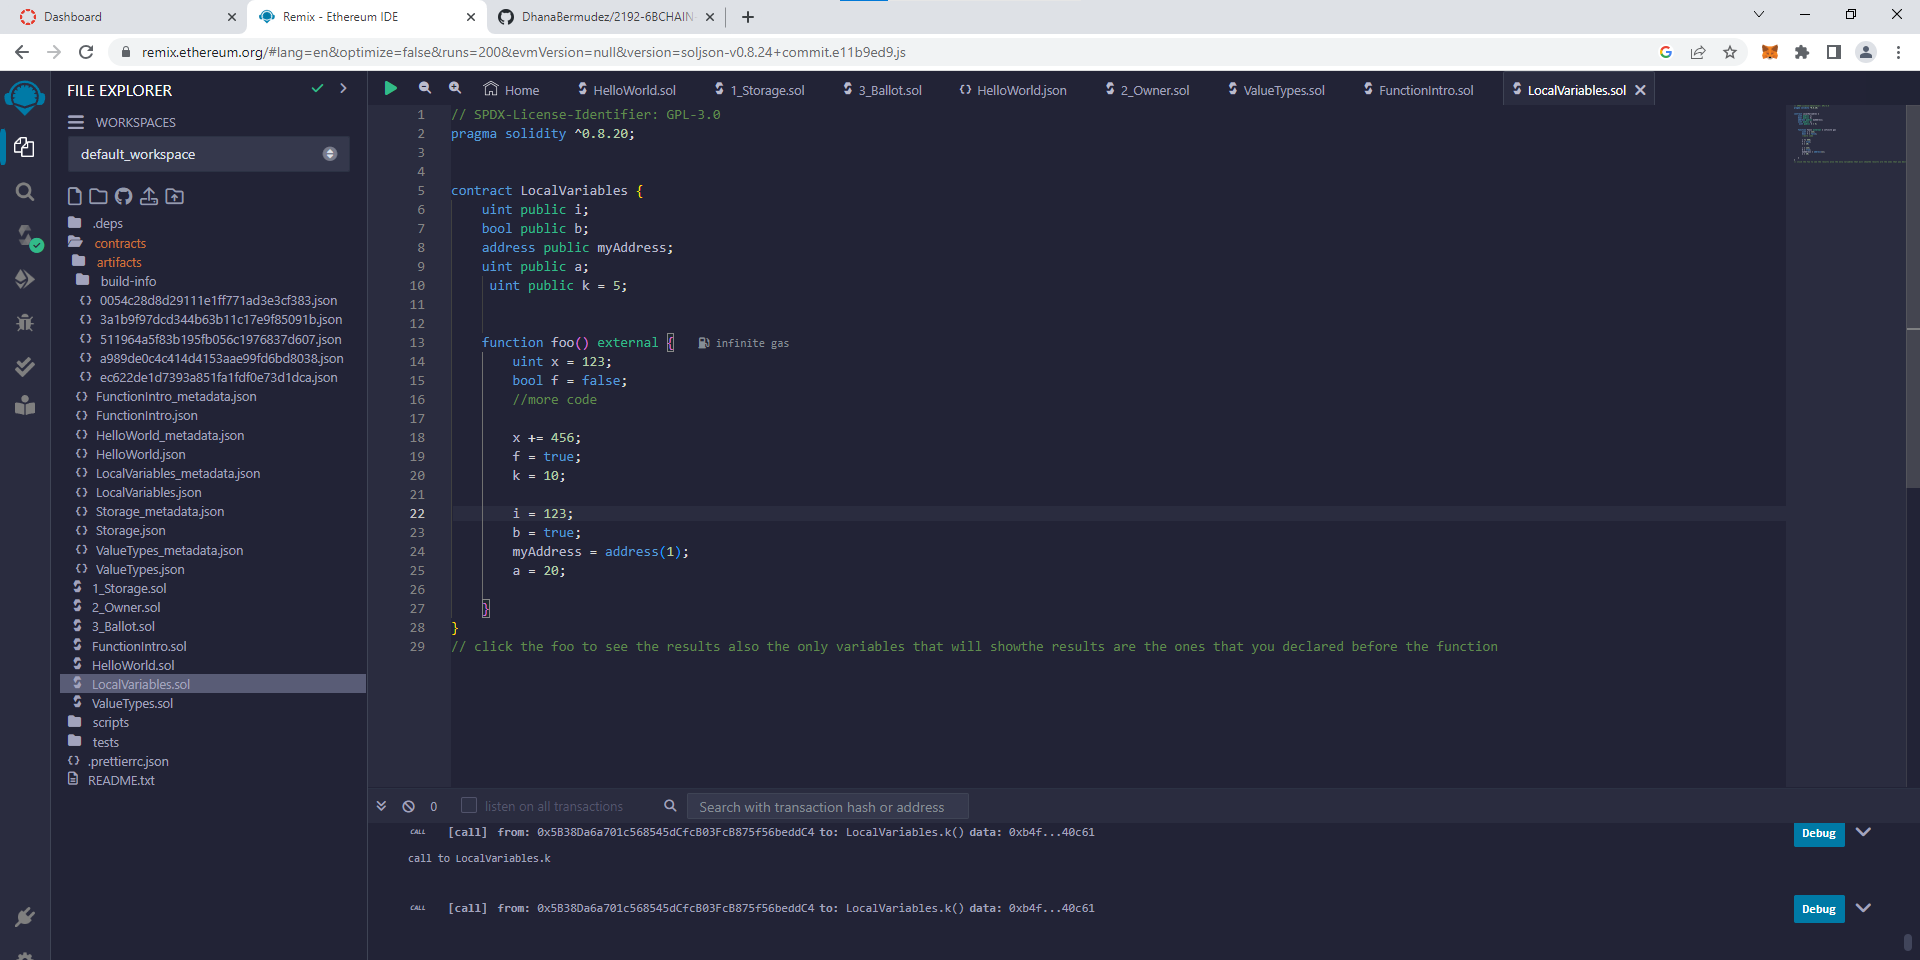 Dashboard
Remix - Ethereum IDE
DhanaBermudez/2192-6BCHAIN
remix.ethereum.org/#lang=en&optimize=false&runs=200&evmVersion=null&version=soljson-v0.8.24+commit.e11b9ed9.js
FILE EXPLORER
WORKSPACES
default_workspace
.deps
contracts
artifacts
build-info
0054c28d8d29111e1ff771ad3e3cf383.json
3a1b9f97dcd344b63b11c17e9f85091b.json
511964a5f83b195fb056c1976837d607.json
a989de0c4c414d4153aae99fd6bd8038.json
ec622de1d7393a851fa1fdf0e73d1dca.json
FunctionIntro_metadata.json
FunctionIntro.json
HelloWorld_metadata.json
HelloWorld.json
LocalVariables_metadata.json
LocalVariables.json
Storage_metadata.json
Storage.json
ValueTypes_metadata.json
ValueTypes.json
1_Storage.sol
2_Owner.sol
3_Ballot.sol
FunctionIntro.sol
HelloWorld.sol
LocalVariables.sol
ValueTypes.sol
scripts
tests
.prettierrc.json
README.txt
Home HelloWorld.sol 1_Storage.sol 3_Ballot.sol HelloWorld.json 2_Owner.sol ValueTypes.sol FunctionIntro.sol LocalVariables.sol
1 // SPDX-License-Identifier: GPL-3.0
2 pragma solidity ^0.8.20;
3
4
5 contract LocalVariables {
6 uint public i;
7 bool public b;
8 address public myAddress;
9 uint public a;
10 uint public k = 5;
11
12
13 function foo() external { infinite gas
14 uint x = 123;
15 bool f = false;
16 //more code
17
18 x += 456;
19 f = true;
20 k = 10;
21
22 i = 123;
23 b = true;
24 myAddress = address(1);
25 a = 20;
26
27 }
28 }
29 // click the foo to see the results also the only variables that will showthe results are the ones that you declared before the function
0 listen on all transactions Search with transaction hash or address
CALL [call] from: 0x5B38Da6a701c568545dCfcB03FcB875f56beddC4 to: LocalVariables.k() data: 0xb4f...40c61 Debug
call to LocalVariables.k
CALL [call] from: 0x5B38Da6a701c568545dCfcB03FcB875f56beddC4 to: LocalVariables.k() data: 0xb4f...40c61 Debug